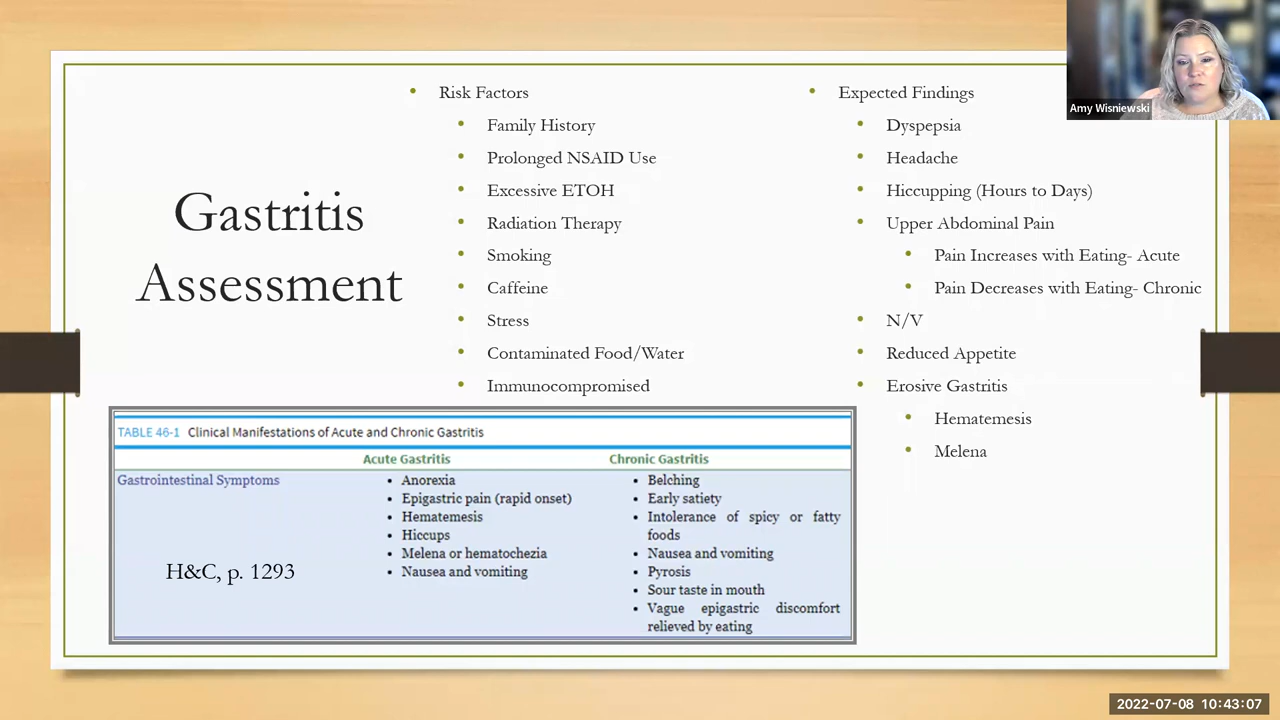 Gastritis
Assessment
• Risk Factors
• Family History
• Prolonged NSAID Use
• Excessive ETOH
• Radiation Therapy
• Smoking
• Caffeine
• Stress
• Contaminated Food/Water
• Immunocompromised
• Expected Findings
• Dyspepsia
• Headache
• Hiccupping (Hours to Days)
• Upper Abdominal Pain
• Pain Increases with Eating- Acute
• Pain Decreases with Eating- Chronic
• N/V
• Reduced Appetite
• Erosive Gastritis
• Hematemesis
• Melena
TABLE 46-1 Clinical Manifestations of Acute and Chronic Gastritis
Acute Gastritis
Chronic Gastritis
Gastrointestinal Symptoms
• Anorexia
• Epigastric pain (rapid onset)
• Hematemesis
• Hiccups
• Melena or hematochezia
• Nausea and vomiting
• Belching
• Early satiety
• Intolerance of spicy or fatty
foods
• Nausea and vomiting
• Pyrosis
• Sour taste in mouth
• Vague epigastric discomfort
relieved by eating
H&C, p. 1293
Amy Wisniewski
2022-07-08 10:43:07